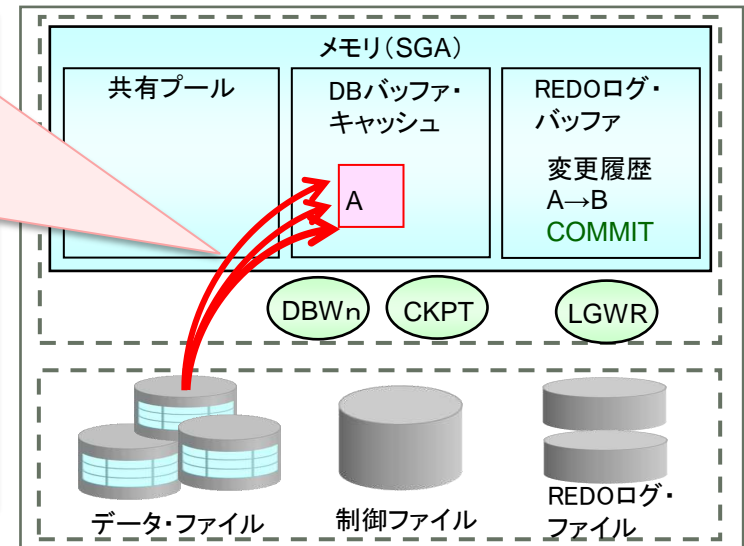 メモリ(SGA)
共有プール
DBバッファ・
キャッシュ
A
REDOログ・
バッファ
変更履歴
A→B
COMMIT
DBWn
CKPT
LGWR
データ・ファイル
制御ファイル
REDOログ・
ファイル